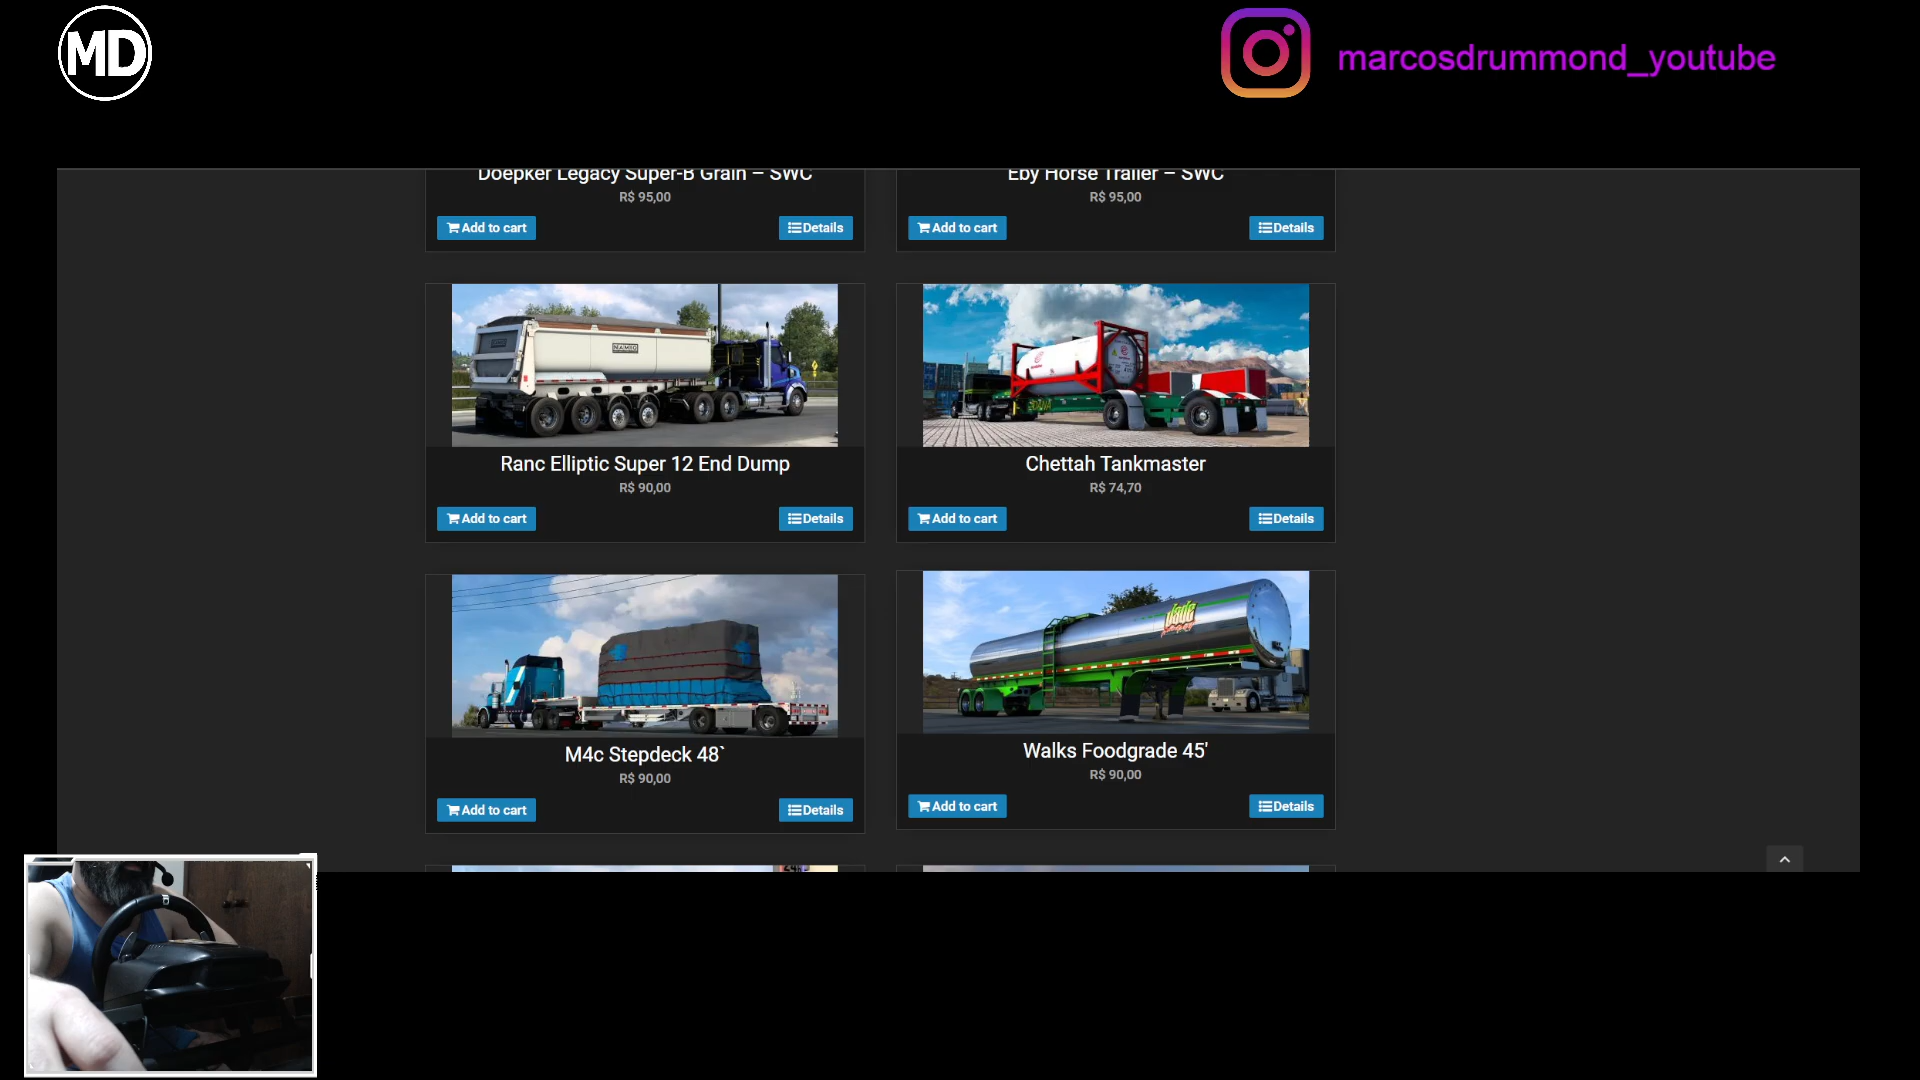 MD
marcosdrummond_youtube
Doepker Legacy Super-B Grain – SWC
R$ 95,00
Add to cart
Details
Eby Horse Trailer – SWC
R$ 95,00
Add to cart
Details
Ranc Elliptic Super 12 End Dump
R$ 90,00
Add to cart
Details
Chettah Tankmaster
R$ 74,70
Add to cart
Details
M4c Stepdeck 48`
R$ 90,00
Add to cart
Details
Walks Foodgrade 45'
R$ 90,00
Add to cart
Details